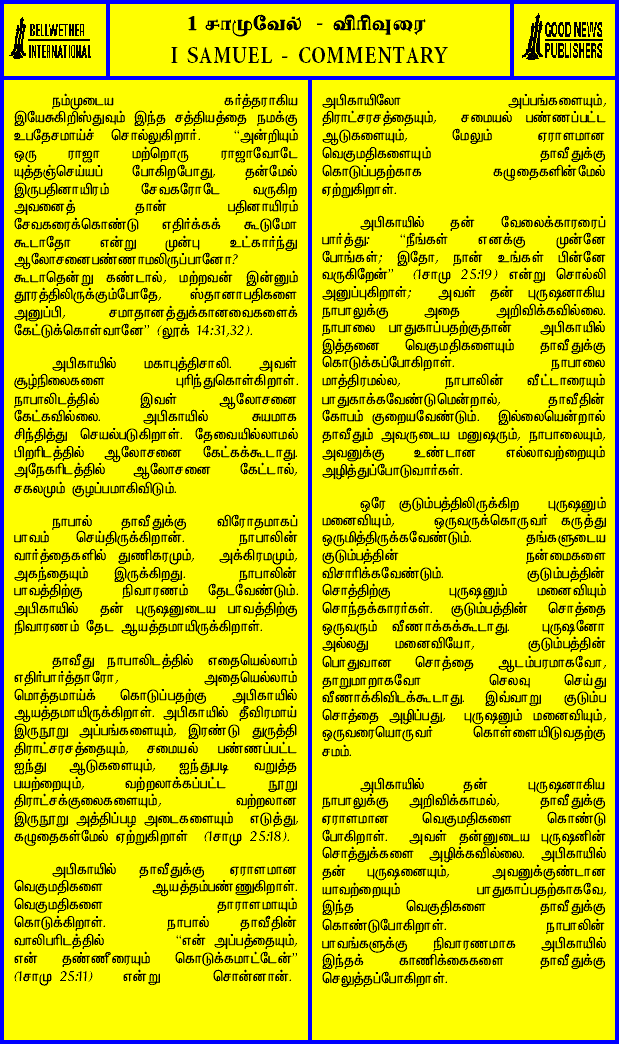 BELLWETHER
INTERNATIONAL
1 சாமுவேல் - விரிவுரை
I SAMUEL - COMMENTARY
GOOD NEWS
PUBLISHERS
நம்முடைய கர்த்தராகிய
இயேசுகிறிஸ்துவும் இந்த சத்தியத்தை நமக்கு
உபதேசமாய்ச் சொல்லுகிறார். “அன்றியும்
ஒரு ராஜா மற்றொரு ராஜாவோடே
யுத்தஞ்செய்யப் போகிறபோது, தன்மேல்
இருபதினாயிரம் சேவகரோடே வருகிற
அவனைத் தான் பதினாயிரம்
சேவகரைக்கொண்டு எதிர்க்கக் கூடுமோ
கூடாதோ என்று முன்பு உட்கார்ந்து
ஆலோசனைபண்ணாமலிருப்பானோ?
கூடாதென்று கண்டால், மற்றவன் இன்னும்
தூரத்திலிருக்கும்போதே, ஸ்தானாபதிகளை
அனுப்பி, சமாதானத்துக்கானவைகளைக்
கேட்டுக்கொள்வானே” (லூக் 14:31,32).
அபிகாயில் மகாபுத்திசாலி. அவள்
சூழ்நிலைகளை புரிந்துகொள்கிறாள்.
நாபாலிடத்தில் இவள் ஆலோசனை
கேட்கவில்லை. அபிகாயில் சுயமாக
சிந்தித்து செயல்படுகிறாள். தேவையில்லாமல்
பிறரிடத்தில் ஆலோசனை கேட்கக்கூடாது.
அநேகரிடத்தில் ஆலோசனை கேட்டால்,
சகலமும் குழப்பமாகிவிடும்.
நாபால் தாவீதுக்கு விரோதமாகப்
பாவம் செய்திருக்கிறான். நாபாலின்
வார்த்தைகளில் துணிகரமும், அக்கிரமமும்,
அகந்தையும் இருக்கிறது. நாபாலின்
பாவத்திற்கு நிவாரணம் தேடவேண்டும்.
அபிகாயில் தன் புருஷனுடைய பாவத்திற்கு
நிவாரணம் தேட ஆயத்தமாயிருக்கிறாள்.
தாவீது நாபாலிடத்தில் எதையெல்லாம்
எதிர்பார்த்தாரோ, அதையெல்லாம்
மொத்தமாய்க் கொடுப்பதற்கு அபிகாயில்
ஆயத்தமாயிருக்கிறாள். அபிகாயில் தீவிரமாய்
இருநூறு அப்பங்களையும், இரண்டு துருத்தி
திராட்சரசத்தையும், சமையல் பண்ணப்பட்ட
ஐந்து ஆடுகளையும், ஐந்துபடி வறுத்த
பயற்றையும், வற்றலாக்கப்பட்ட நூறு
திராட்சக்குலைகளையும், வற்றலான
இருநூறு அத்திப்பழ அடைகளையும் எடுத்து,
கழுதைகள்மேல் ஏற்றுகிறாள் (1சாமு 25:18).
அபிகாயில் தாவீதுக்கு ஏராளமான
வெகுமதிகளை ஆயத்தம்பண்ணுகிறாள்.
வெகுமதிகளை தாராளமாயும்
கொடுக்கிறாள். நாபால் தாவீதின்
வாலிபரிடத்தில் “என் அப்பத்தையும்,
என் தண்ணீரையும் கொடுக்கமாட்டேன்”
(1சாமு 25:11) என்று சொன்னான்.
அபிகாயிலோ அப்பங்களையும்,
திராட்சரசத்தையும், சமையல் பண்ணப்பட்ட
ஆடுகளையும், மேலும் ஏராளமான
வெகுமதிகளையும் தாவீதுக்கு
கொடுப்பதற்காக கழுதைகளின்மேல்
ஏற்றுகிறாள்.
அபிகாயில் தன் வேலைக்காரரைப்
பார்த்து: “நீங்கள் எனக்கு முன்னே
போங்கள்; இதோ, நான் உங்கள் பின்னே
வருகிறேன்” (1சாமு 25:19) என்று சொல்லி
அனுப்புகிறாள்; அவள் தன் புருஷனாகிய
நாபாலுக்கு அதை அறிவிக்கவில்லை.
நாபாலை பாதுகாப்பதற்குதான் அபிகாயில்
இத்தனை வெகுமதிகளையும் தாவீதுக்கு
கொடுக்கப்போகிறாள். நாபாலை
மாத்திரமல்ல, நாபாலின் வீட்டாரையும்
பாதுகாக்கவேண்டுமென்றால், தாவீதின்
கோபம் குறையவேண்டும். இல்லையென்றால்
தாவீதும் அவருடைய மனுஷரும், நாபாலையும்,
அவனுக்கு உண்டான எல்லாவற்றையும்
அழித்துப்போடுவார்கள்.
ஒரே குடும்பத்திலிருக்கிற புருஷனும்
மனைவியும், ஒருவருக்கொருவர் கருத்து
ஒருமித்திருக்கவேண்டும். தங்களுடைய
குடும்பத்தின் நன்மைகளை
விசாரிக்கவேண்டும். குடும்பத்தின்
சொத்திற்கு புருஷனும் மனைவியும்
சொந்தக்காரர்கள். குடும்பத்தின் சொத்தை
ஒருவரும் வீணாக்கக்கூடாது. புருஷனோ
அல்லது மனைவியோ, குடும்பத்தின்
பொதுவான சொத்தை ஆடம்பரமாகவோ,
தாறுமாறாகவோ செலவு செய்து
வீணாக்கிவிடக்கூடாது. இவ்வாறு குடும்ப
சொத்தை அழிப்பது, புருஷனும் மனைவியும்,
ஒருவரையொருவர் கொள்ளையிடுவதற்கு
சமம்.
அபிகாயில் தன் புருஷனாகிய
நாபாலுக்கு அறிவிக்காமல், தாவீதுக்கு
ஏராளமான வெகுமதிகளை கொண்டு
போகிறாள். அவள் தன்னுடைய புருஷனின்
சொத்துக்களை அழிக்கவில்லை. அபிகாயில்
தன் புருஷனையும், அவனுக்குண்டான
யாவற்றையும் பாதுகாப்பதற்காகவே,
இந்த வெகுதிகளை தாவீதுக்கு
கொண்டுபோகிறாள். நாபாலின்
பாவங்களுக்கு நிவாரணமாக அபிகாயில்
இந்தக் காணிக்கைகளை தாவீதுக்கு
செலுத்தப்போகிறாள்.